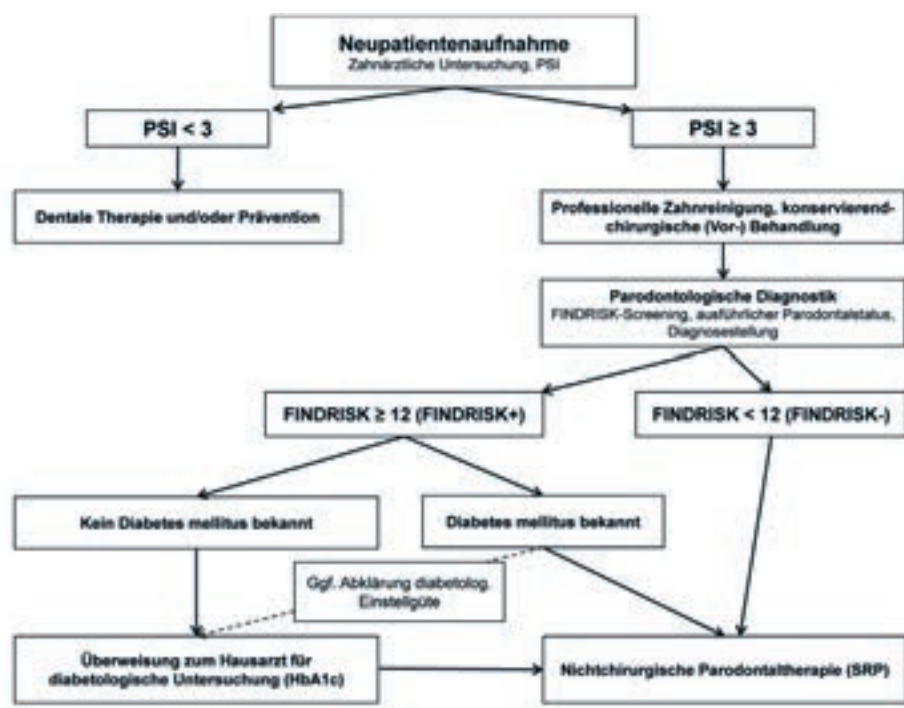 Neupatientenaufnahme
Zahnärztliche Untersuchung, PSI
PSI < 3
PSI ≥ 3
Dentale Therapie und/oder Prävention
Professionelle Zahnreinigung, konservierend-
chirurgische (Vor-) Behandlung
Parodontologische Diagnostik
FINDRISK-Screening, ausführlicher Parodontalstatus,
Diagnosestellung
FINDRISK ≥ 12 (FINDRISK+)
FINDRISK < 12 (FINDRISK-)
Kein Diabetes mellitus bekannt
Diabetes mellitus bekannt
Ggf. Abklärung diabetolog.
Einstellgüte
Überweisung zum Hausarzt für
diabetologische Untersuchung (HbA1c)
Nichtchirurgische Parodontaltherapie (SRP)